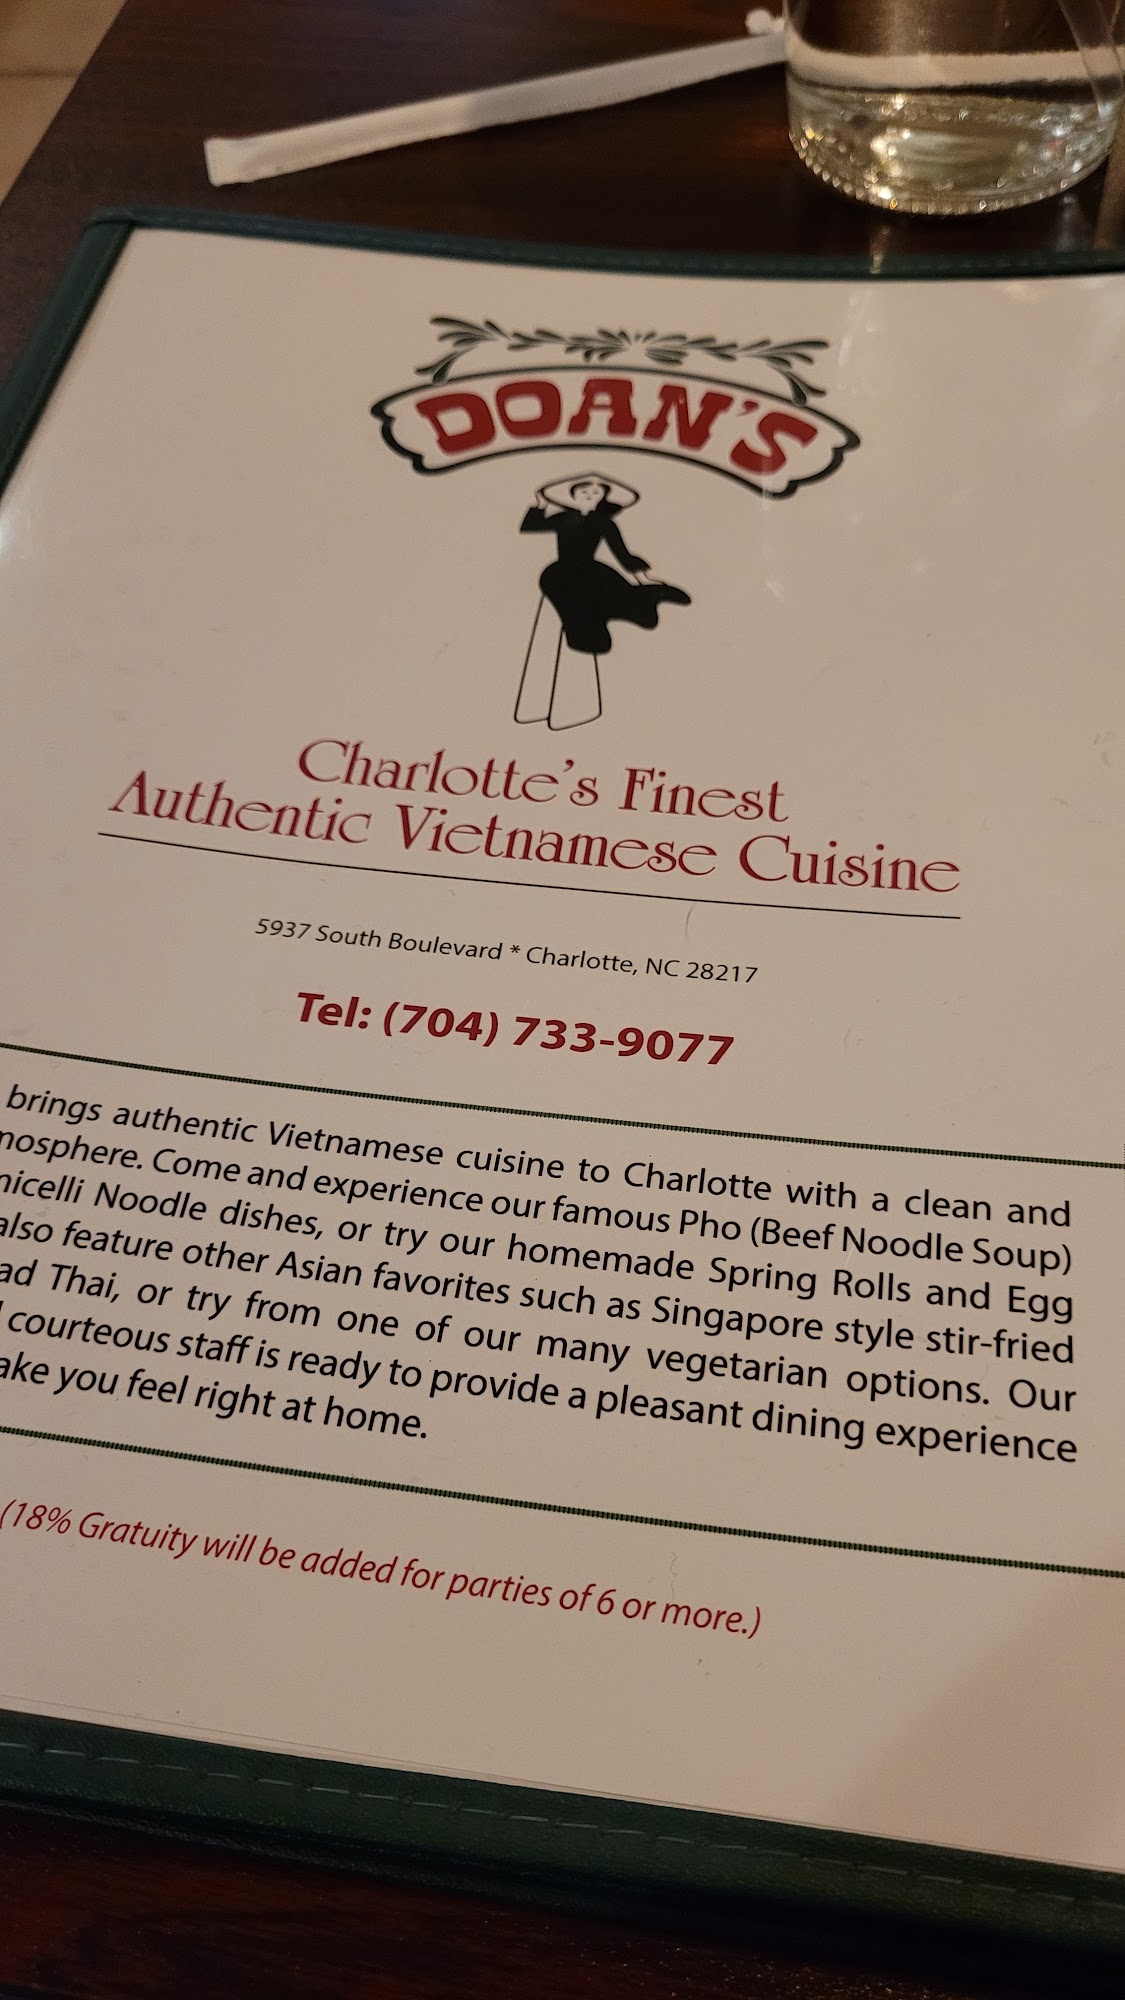 DOAN'S
Charlotte's Finest
Authentic Vietnamese Cuisine
5937 South Boulevard * Charlotte, NC 28217
Tel: (704) 733-9077
brings authentic Vietnamese cuisine to Charlotte with a clean and
mosphere. Come and experience our famous Pho (Beef Noodle Soup)
micelli Noodle dishes, or try our homemade Spring Rolls and Egg
also feature other Asian favorites such as Singapore style stir-fried
ad Thai, or try from one of our many vegetarian options. Our
courteous staff is ready to provide a pleasant dining experience
ake you feel right at home.
(18% Gratuity will be added for parties of 6 or more.)